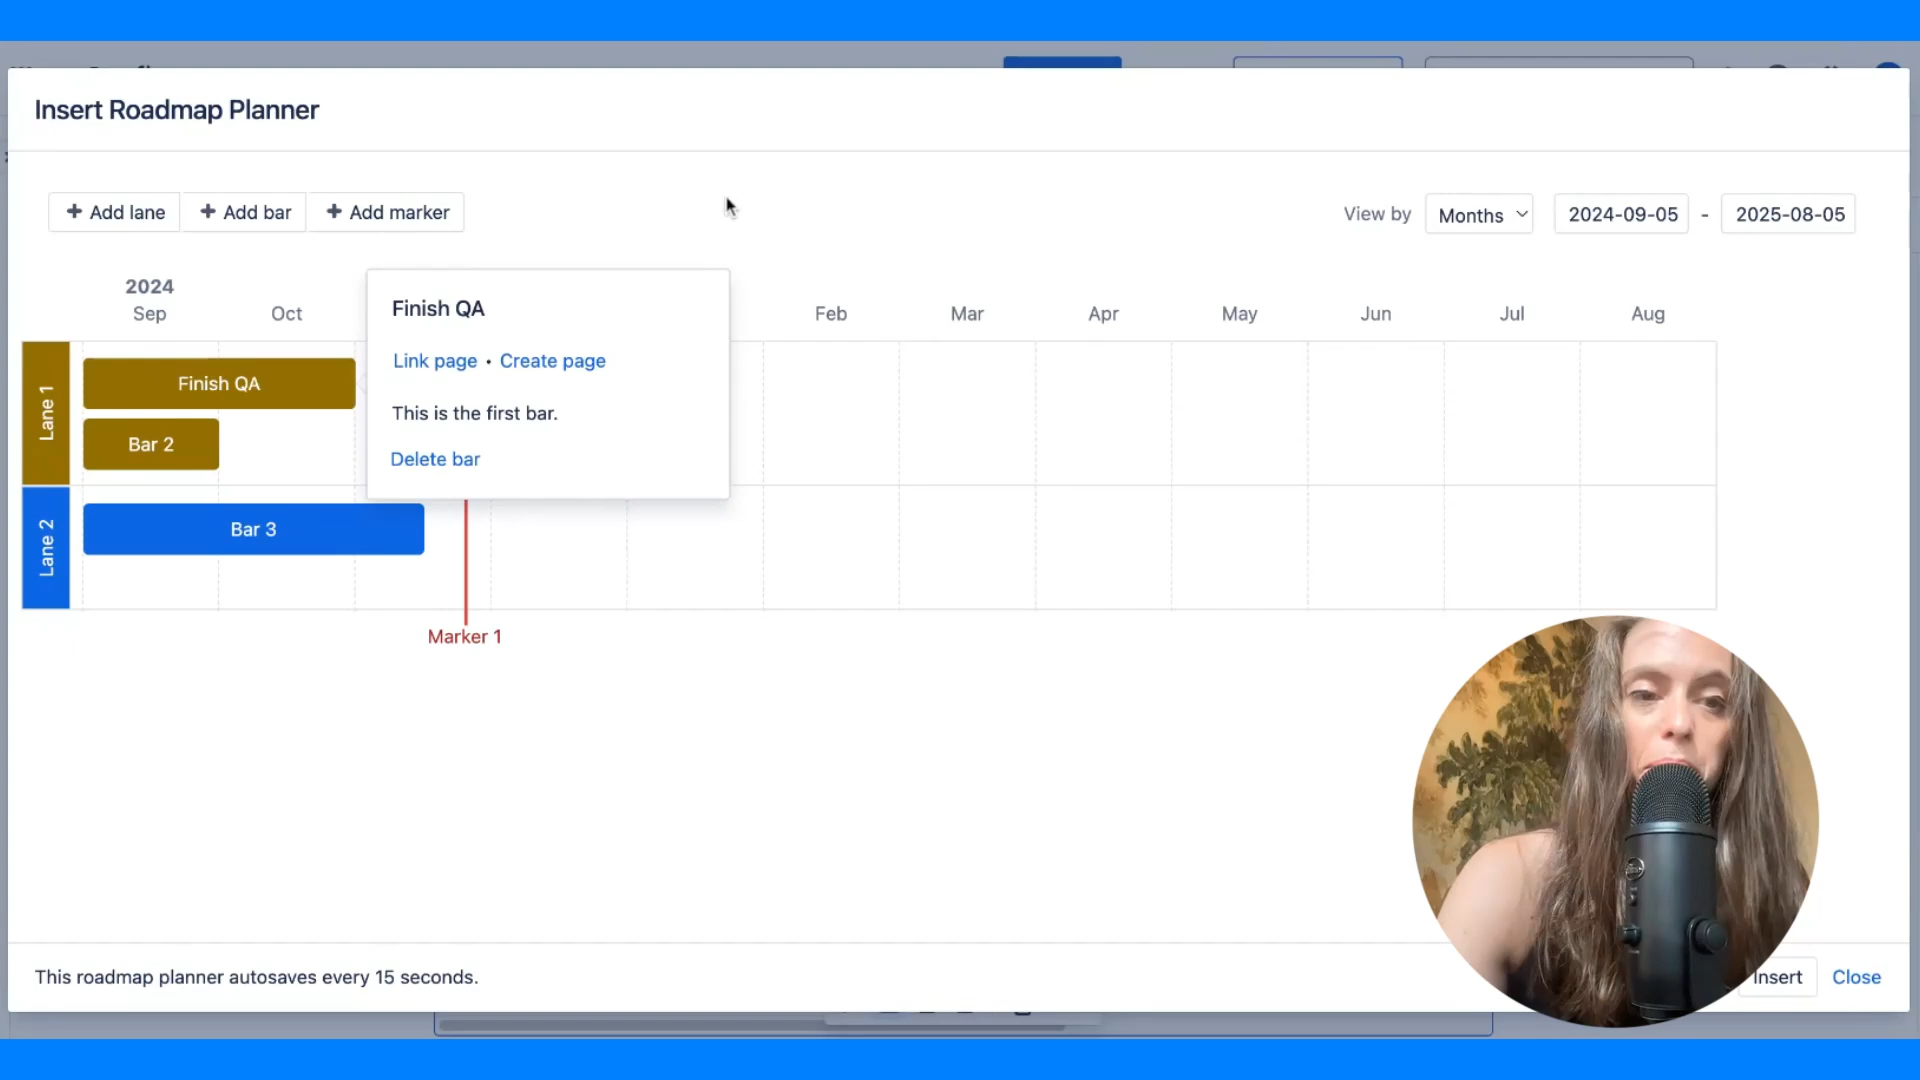 Insert Roadmap Planner
Add lane
Add bar
Add marker
View by
Months
2024-09-05 - 2025-08-05
2024
Sep
Oct
Feb
Mar
Apr
May
Jun
Jul
Aug
Finish QA
Link page • Create page
This is the first bar.
Delete bar
Lane 1
Finish QA
Bar 2
Lane 2
Bar 3
Marker 1
This roadmap planner autosaves every 15 seconds.
Insert
Close